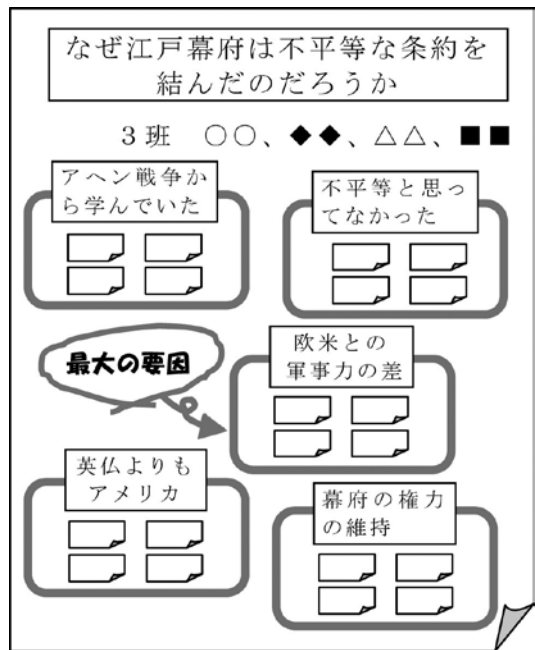 なぜ江戸幕府は不平等な条約を
結んだのだろうか
3班 ○○、◆◆、△△、■■
アヘン戦争か
ら学んでいた
不平等と思っ
てなかった
最大の要因
欧米との
軍事力の差
英仏よりも
アメリカ
幕府の権力
の維持